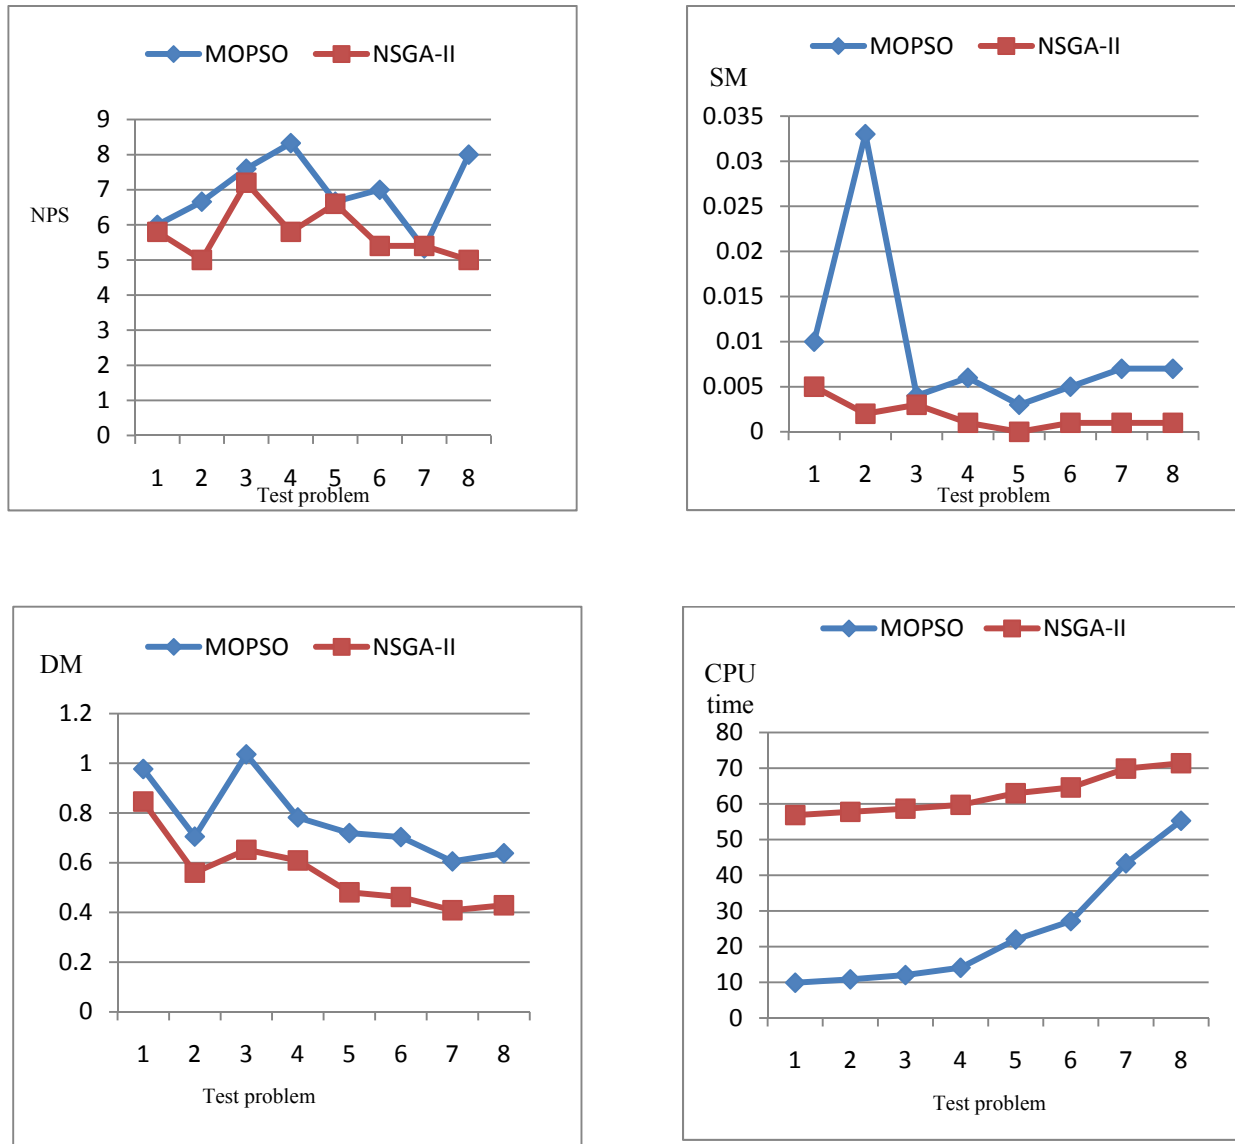 MOPSO NSGA-II
NPS
9
8
7
6
5
4
3
2
1
0
1 2 3 4 5 6 7 8
Test problem
MOPSO NSGA-II
SM
0.035
0.03
0.025
0.02
0.015
0.01
0.005
0
1 2 3 4 5 6 7 8
Test problem
MOPSO NSGA-II
DM
1.2
1
0.8
0.6
0.4
0.2
0
1 2 3 4 5 6 7 8
Test problem
MOPSO NSGA-II
CPU
time
80
70
60
50
40
30
20
10
0
1 2 3 4 5 6 7 8
Test problem